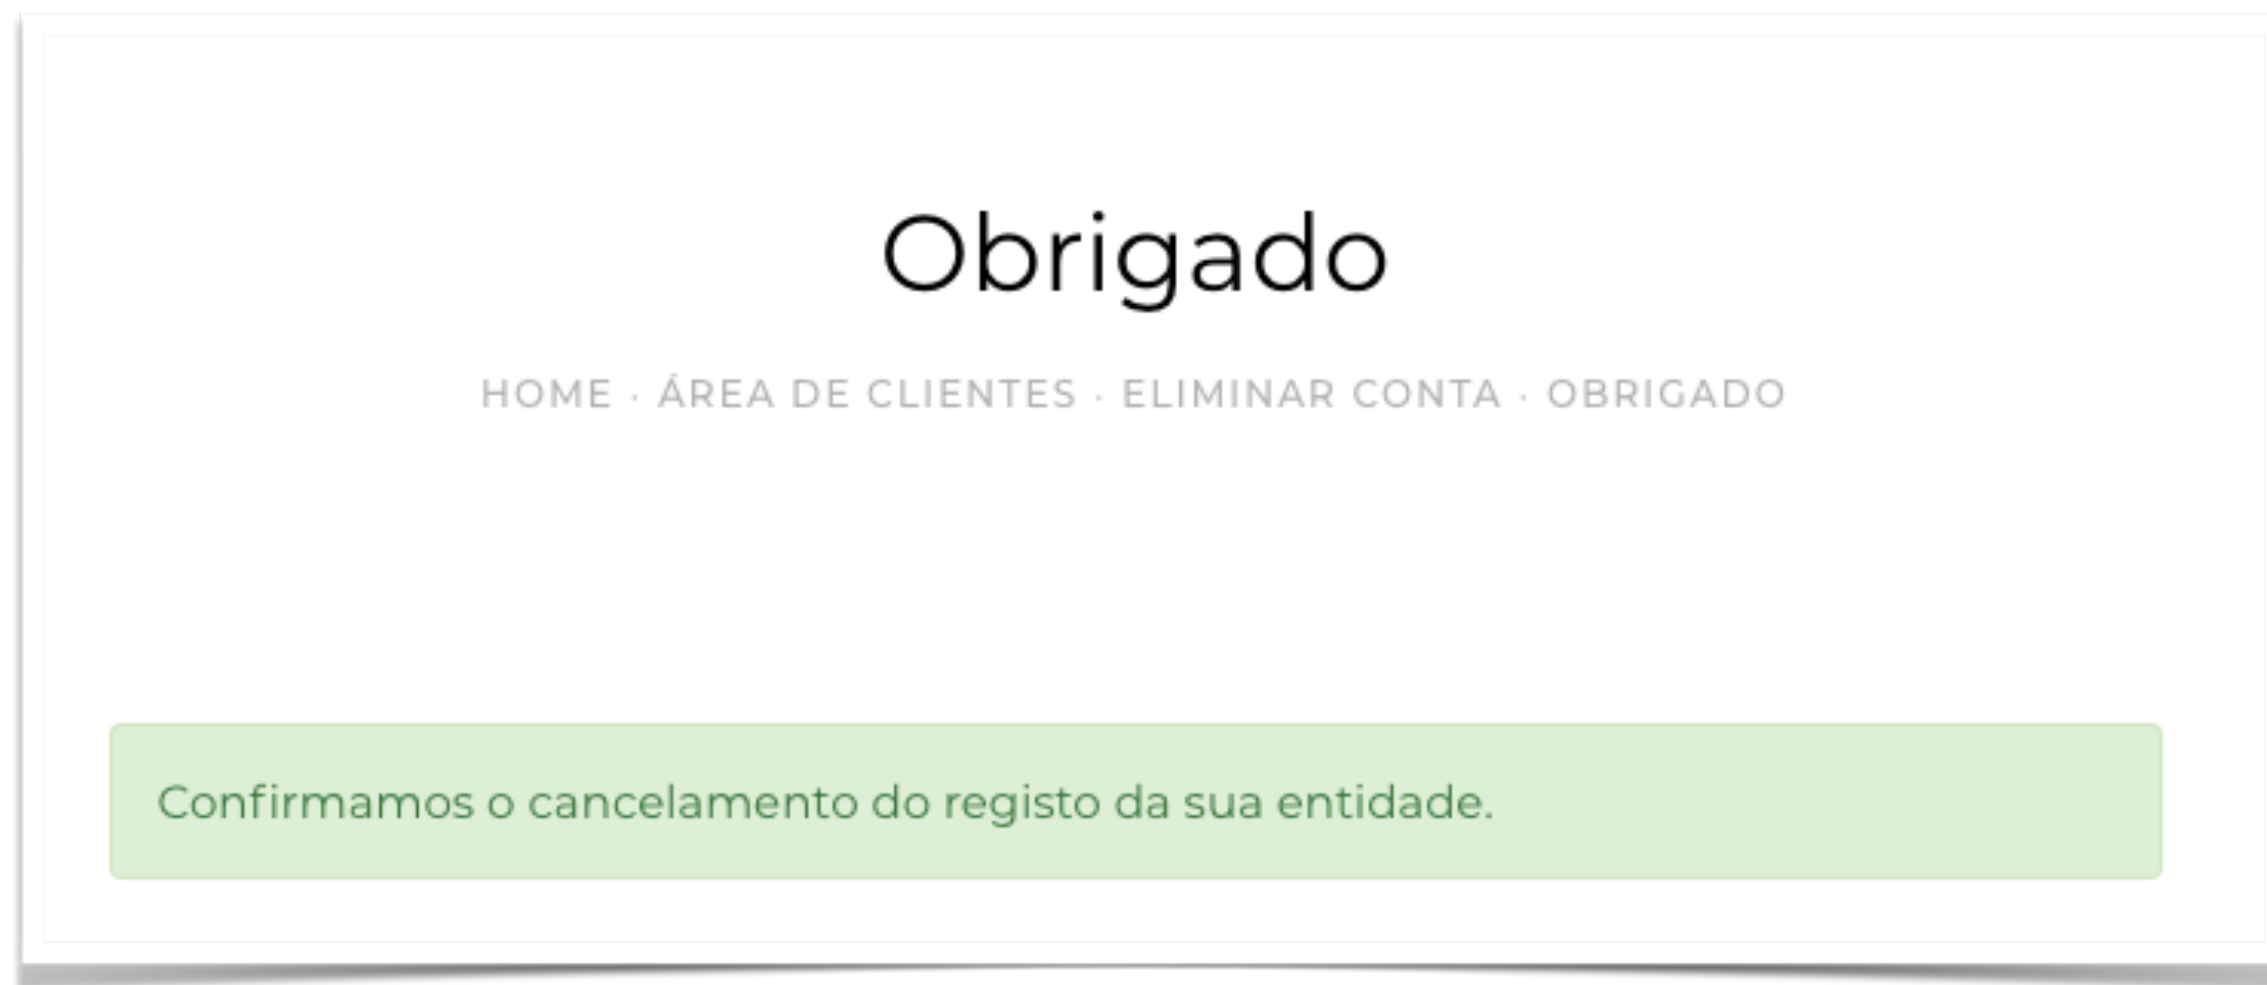 Obrigado
HOME · ÁREA DE CLIENTES · ELIMINAR CONTA · OBRIGADO
Confirmamos o cancelamento do registo da sua entidade.